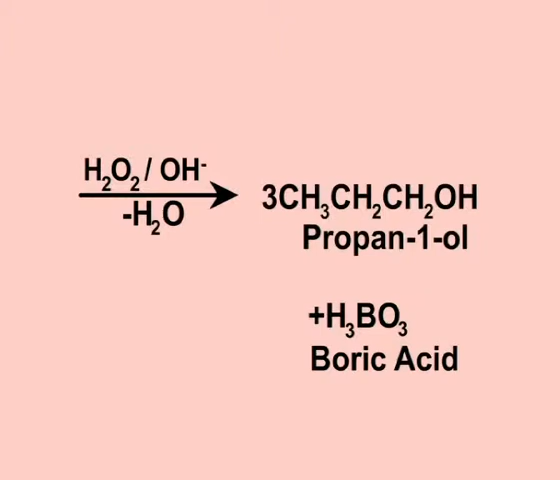 H₂O₂ / OH⁻
-H₂O
3CH₃CH₂CH₂OH
Propan-1-ol
+H₃BO₃
Boric Acid